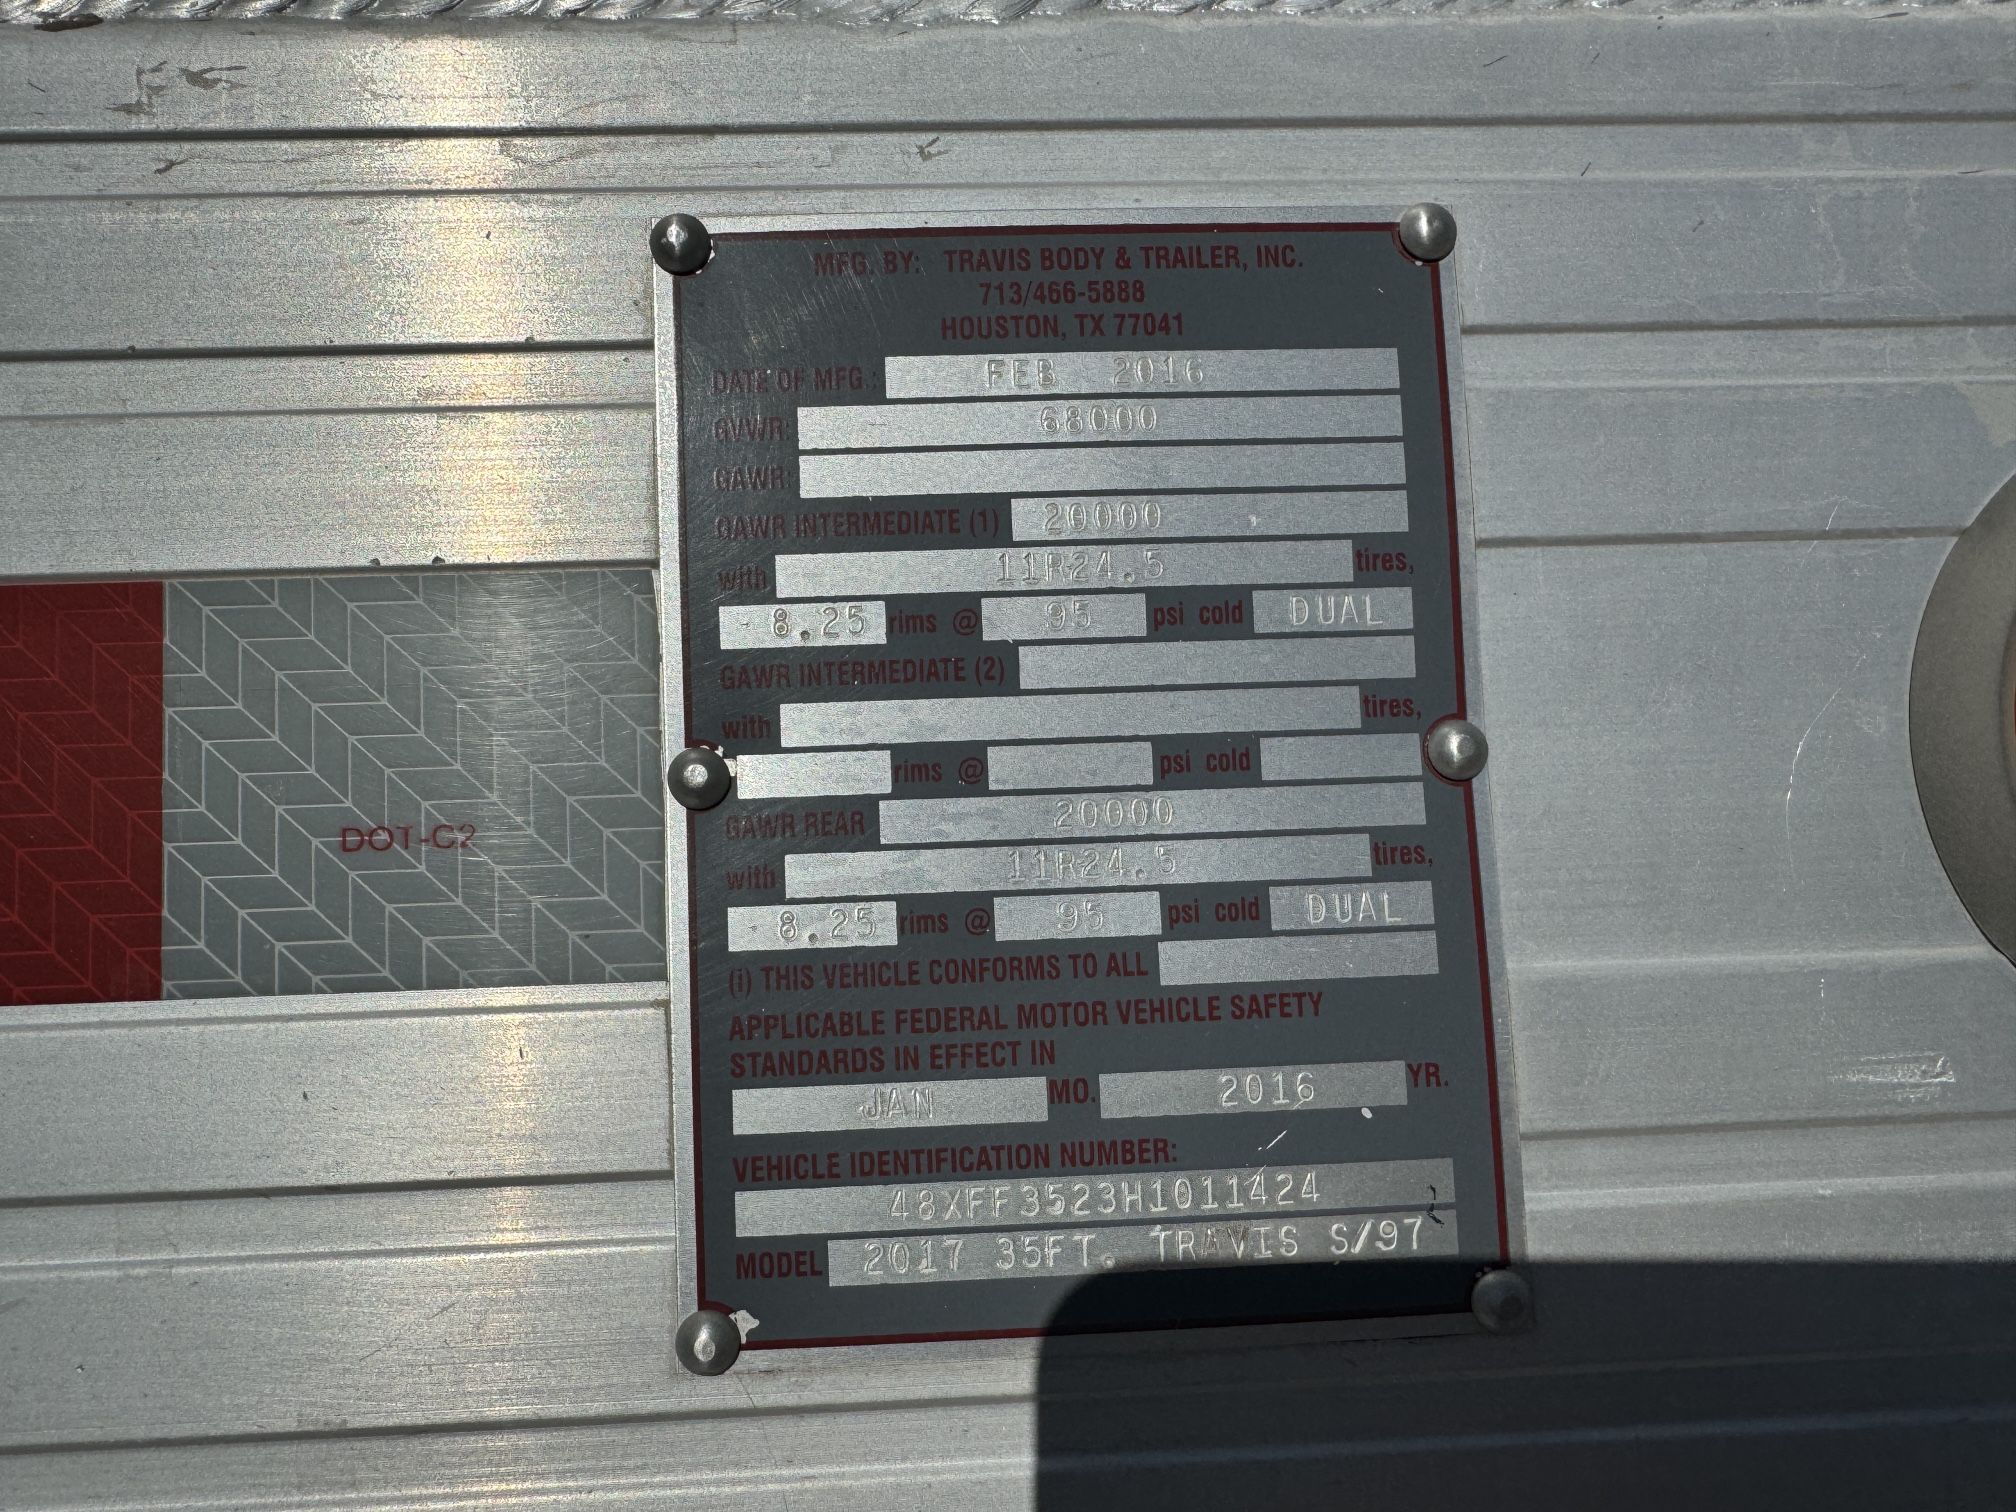 MFG. BY: TRAVIS BODY & TRAILER, INC.
713/466-5888
HOUSTON, TX 77041
DATE OF MFG.: FEB 2016
GVWR: 68000
GAWR:
GAWR INTERMEDIATE (1) 20000
with 11R24.5 tires,
8.25 rims @ 95 psi cold DUAL
GAWR INTERMEDIATE (2)
with tires,
rims @ psi cold
GAWR REAR 20000
with 11R24.5 tires,
8.25 rims @ 95 psi cold DUAL
(i) THIS VEHICLE CONFORMS TO ALL
APPLICABLE FEDERAL MOTOR VEHICLE SAFETY
STANDARDS IN EFFECT IN
JAN MO. 2016 YR.
VEHICLE IDENTIFICATION NUMBER:
48XFF3523H1011424
MODEL 2017 35FT. TRAVIS S/97
DOT-C2